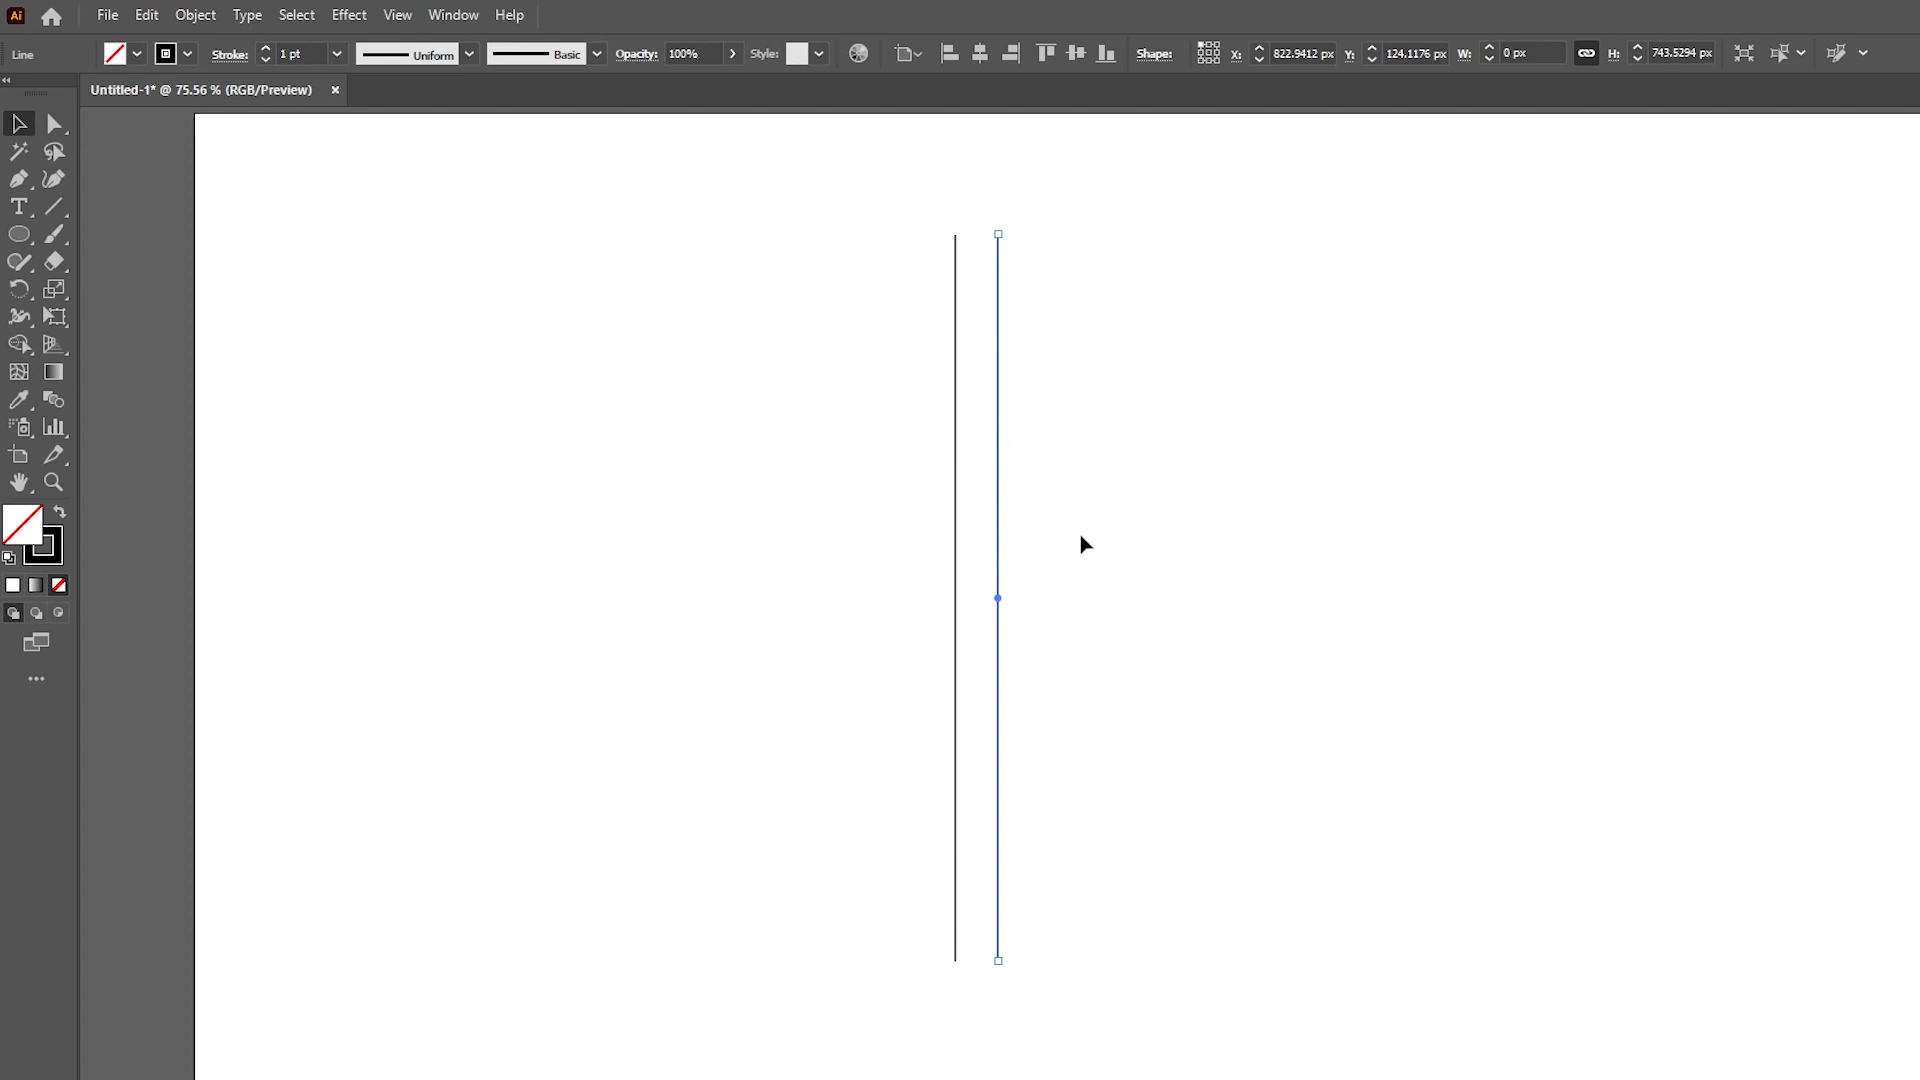 Ai File Edit Object Type Select Effect View Window Help
Line Stroke: 1 pt Uniform Basic Opacity: 100% Style: Shape: X: 822.9412 px Y: 124.1176 px W: 0 px H: 743.5294 px
Untitled-1* @ 75.56 % (RGB/Preview) ×